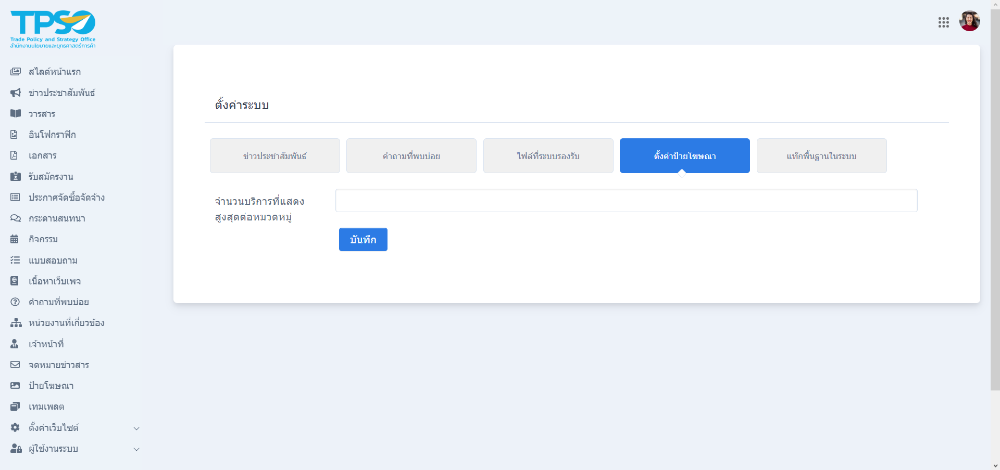 TPSO
Trade Policy and Strategy Office
สำนักงานนโยบายและยุทธศาสตร์การค้า
สไลด์หน้าแรก
ข่าวประชาสัมพันธ์
วารสาร
อินโฟกราฟิก
เอกสาร
รับสมัครงาน
ประกาศจัดซื้อจัดจ้าง
กระดานสนทนา
กิจกรรม
แบบสอบถาม
เนื้อหาเว็บเพจ
คำถามที่พบบ่อย
หน่วยงานที่เกี่ยวข้อง
เจ้าหน้าที่
จดหมายข่าวสาร
ป้ายโฆษณา
เทมเพลต
ตั้งค่าเว็บไซต์
ผู้ใช้งานระบบ
ตั้งค่าระบบ
ข่าวประชาสัมพันธ์
คำถามที่พบบ่อย
ไฟล์ที่ระบบรองรับ
ตั้งค่าป้ายโฆษณา
แท๊กพื้นฐานในระบบ
จำนวนบริการที่แสดง
สูงสุดต่อหมวดหมู่
บันทึก